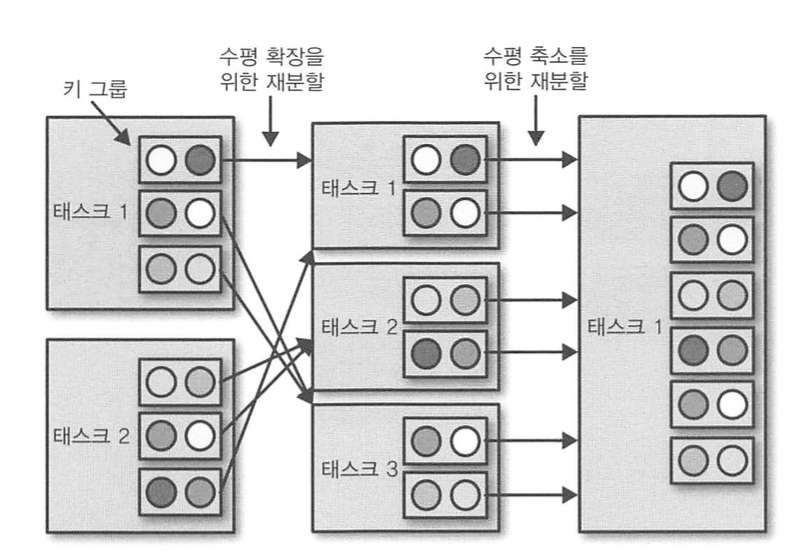 키 그룹
수평 확장을
위한 재분할
수평 축소를
위한 재분할
태스크 1
태스크 2
태스크 1
태스크 2
태스크 3
태스크 1